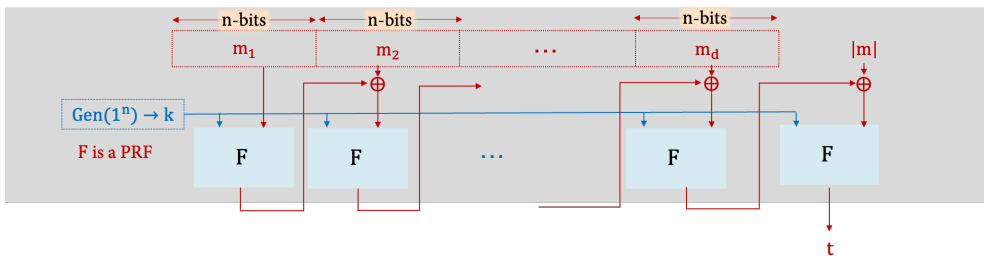 n-bits n-bits n-bits
m₁ m₂ ... m_d |m|
⊕ ⊕ ⊕
Gen(1ⁿ) → k
F is a PRF
F F ... F F
t